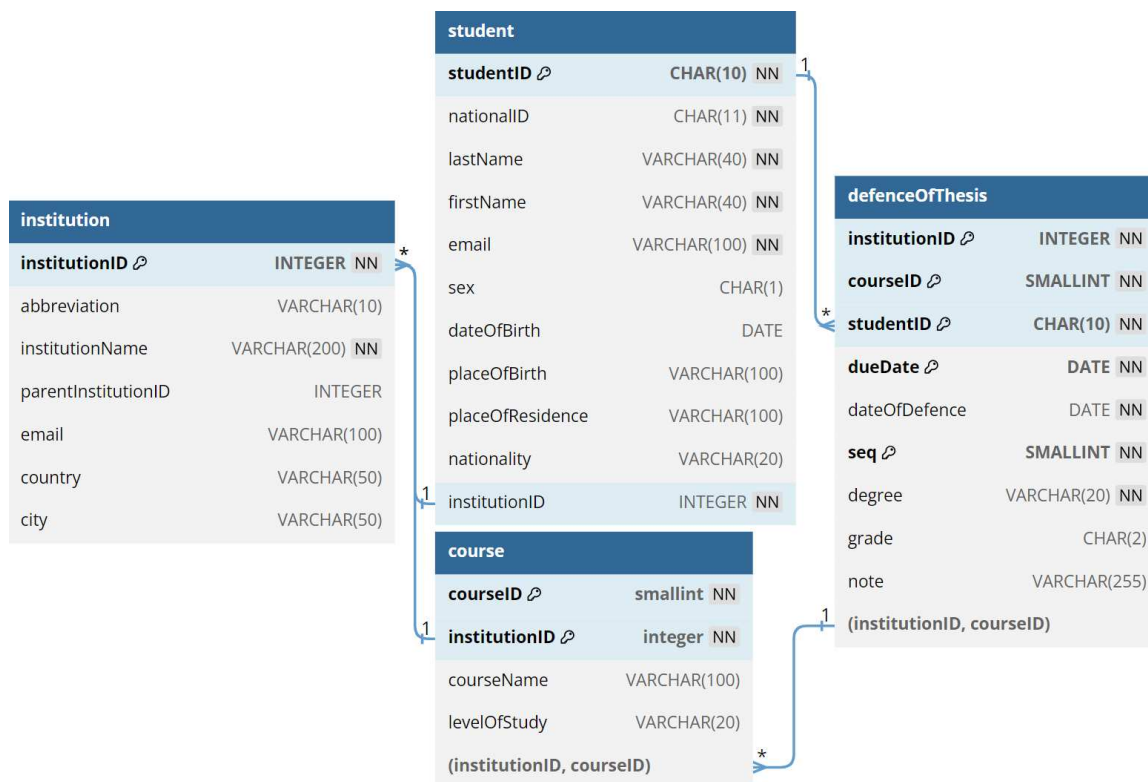 student
studentID CHAR(10) NN
nationalID CHAR(11) NN
lastName VARCHAR(40) NN
firstName VARCHAR(40) NN
email VARCHAR(100) NN
sex CHAR(1)
dateOfBirth DATE
placeOfBirth VARCHAR(100)
placeOfResidence VARCHAR(100)
nationality VARCHAR(20)
institutionID INTEGER NN
1
institution
institutionID INTEGER NN
abbreviation VARCHAR(10)
institutionName VARCHAR(200) NN
parentInstitutionID INTEGER
email VARCHAR(100)
country VARCHAR(50)
city VARCHAR(50)
*
1
1
course
courseID smallint NN
institutionID integer NN
courseName VARCHAR(100)
levelOfStudy VARCHAR(20)
(institutionID, courseID)
*
defenceOfThesis
institutionID INTEGER NN
courseID SMALLINT NN
* studentID CHAR(10) NN
dueDate DATE NN
dateOfDefence DATE NN
seq SMALLINT NN
degree VARCHAR(20) NN
grade CHAR(2)
note VARCHAR(255)
1 (institutionID, courseID)